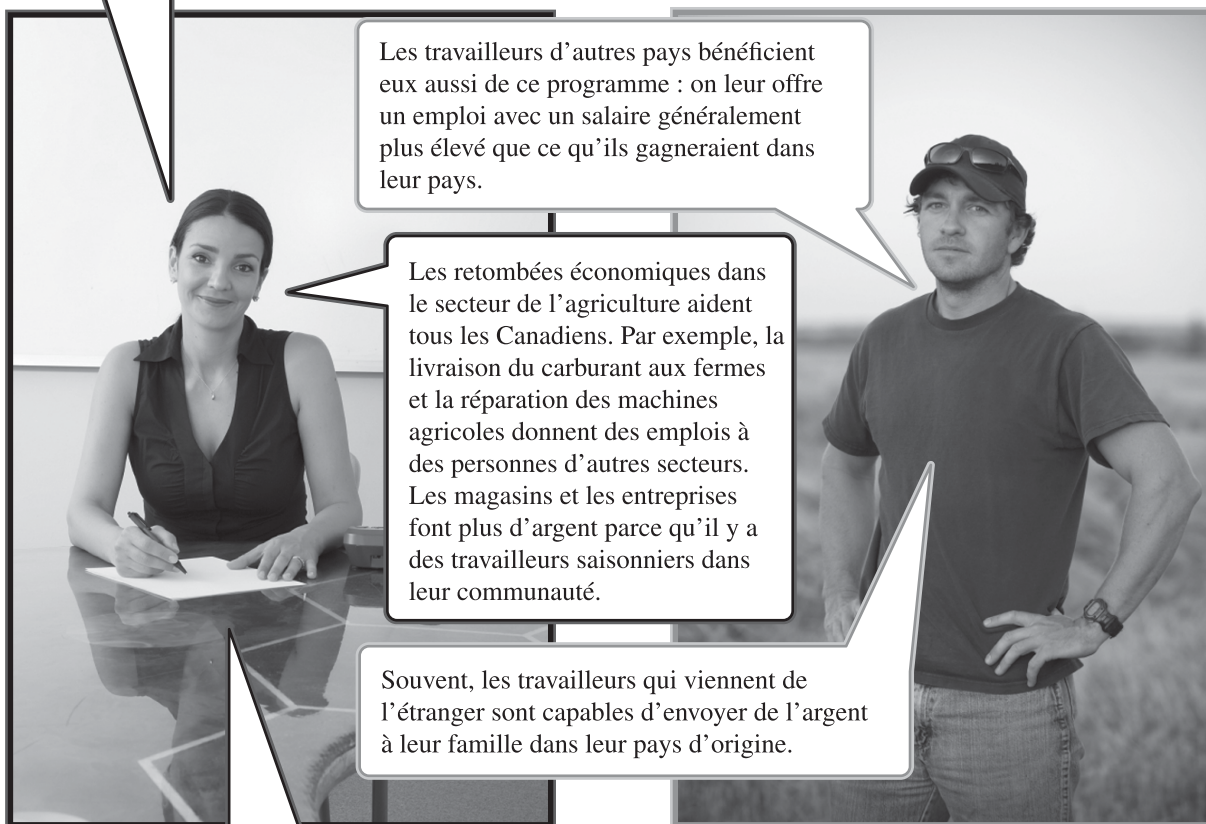 Les travailleurs d’autres pays bénéficient
eux aussi de ce programme : on leur offre
un emploi avec un salaire généralement
plus élevé que ce qu’ils gagneraient dans
leur pays.
Les retombées économiques dans
le secteur de l’agriculture aident
tous les Canadiens. Par exemple, la
livraison du carburant aux fermes
et la réparation des machines
agricoles donnent des emplois à
des personnes d’autres secteurs.
Les magasins et les entreprises
font plus d’argent parce qu’il y a
des travailleurs saisonniers dans
leur communauté.
Souvent, les travailleurs qui viennent de
l’étranger sont capables d’envoyer de l’argent
à leur famille dans leur pays d’origine.